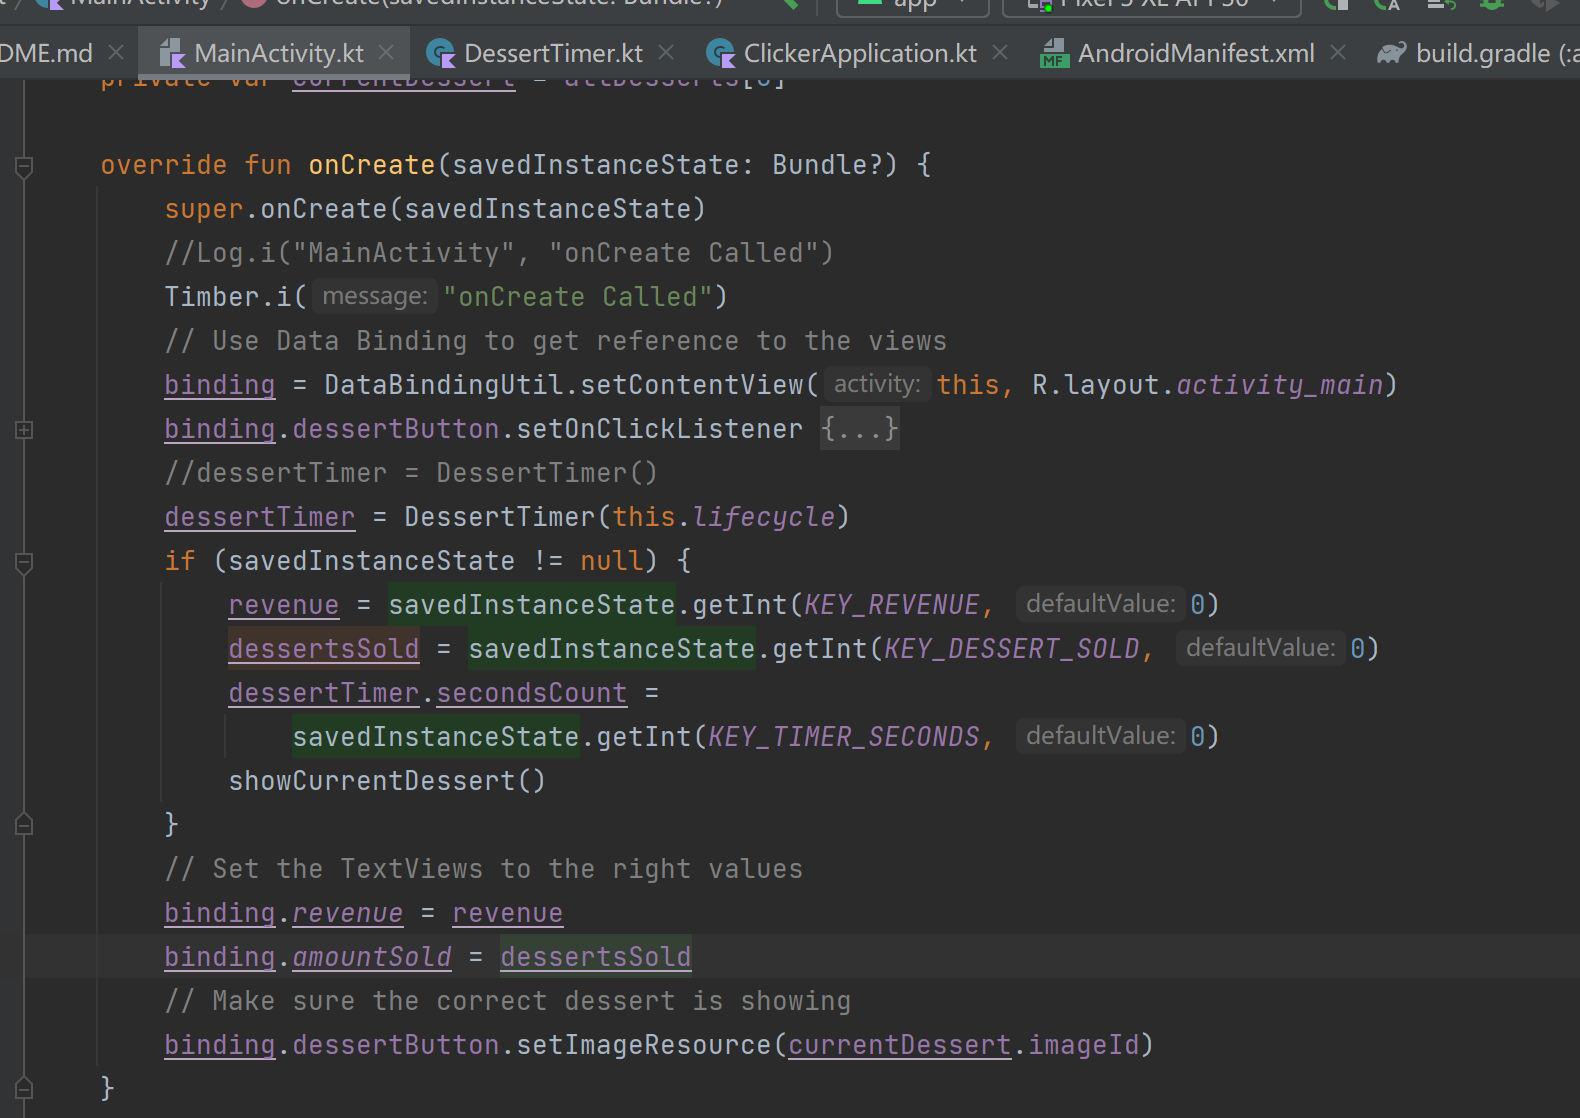 MainActivity onCreate(savedInstanceState: Bundle?) app Pixel 3 XL API 30
DME.md MainActivity.kt DessertTimer.kt ClickerApplication.kt AndroidManifest.xml build.gradle (:a
private var currentDessert = allDesserts[0]
override fun onCreate(savedInstanceState: Bundle?) {
super.onCreate(savedInstanceState)
//Log.i("MainActivity", "onCreate Called")
Timber.i( message: "onCreate Called")
// Use Data Binding to get reference to the views
binding = DataBindingUtil.setContentView( activity: this, R.layout.activity_main)
binding.dessertButton.setOnClickListener {...}
//dessertTimer = DessertTimer()
dessertTimer = DessertTimer(this.lifecycle)
if (savedInstanceState != null) {
revenue = savedInstanceState.getInt(KEY_REVENUE, defaultValue: 0)
dessertsSold = savedInstanceState.getInt(KEY_DESSERT_SOLD, defaultValue: 0)
dessertTimer.secondsCount =
savedInstanceState.getInt(KEY_TIMER_SECONDS, defaultValue: 0)
showCurrentDessert()
}
// Set the TextViews to the right values
binding.revenue = revenue
binding.amountSold = dessertsSold
// Make sure the correct dessert is showing
binding.dessertButton.setImageResource(currentDessert.imageId)
}